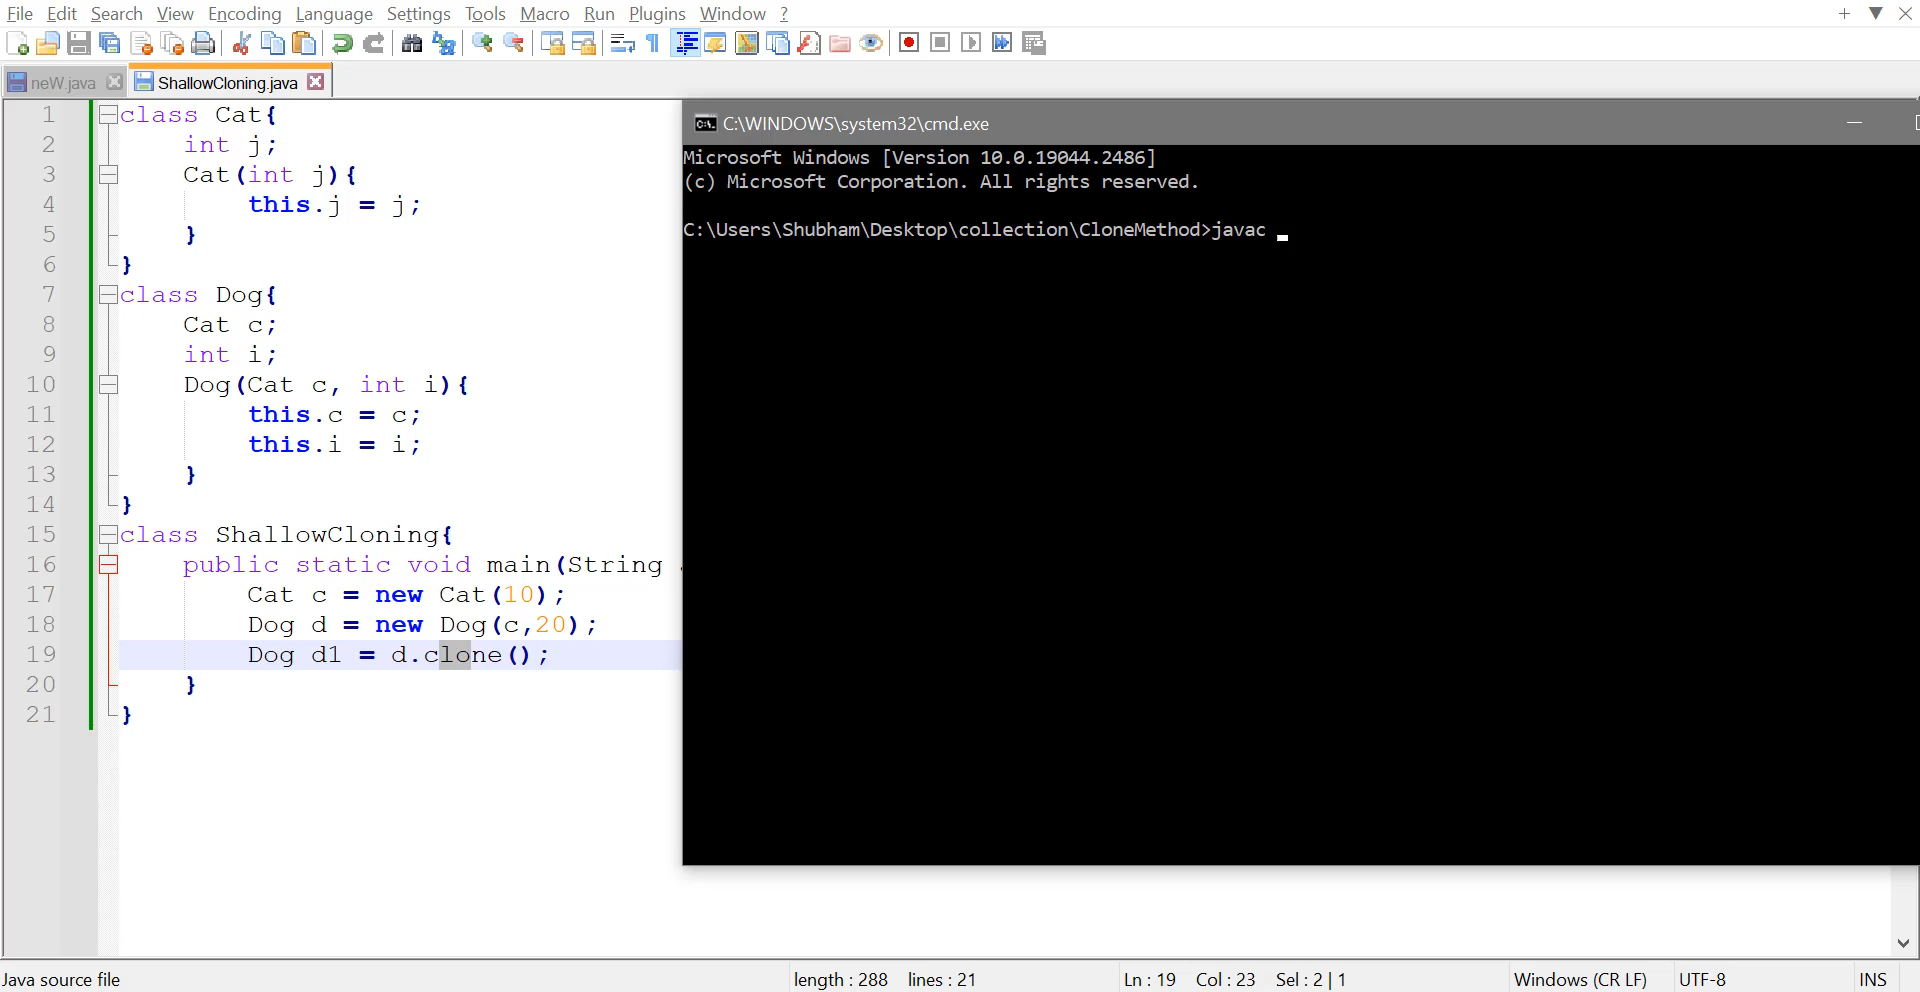 File Edit Search View Encoding Language Settings Tools Macro Run Plugins Window ?
neW.java ShallowCloning.java
1 class Cat{
2 int j;
3 Cat(int j){
4 this.j = j;
5 }
6 }
7 class Dog{
8 Cat c;
9 int i;
10 Dog(Cat c, int i){
11 this.c = c;
12 this.i = i;
13 }
14 }
15 class ShallowCloning{
16 public static void main(String
17 Cat c = new Cat(10);
18 Dog d = new Dog(c,20);
19 Dog d1 = d.clone();
20 }
21 }
C:\WINDOWS\system32\cmd.exe
Microsoft Windows [Version 10.0.19044.2486]
(c) Microsoft Corporation. All rights reserved.
C:\Users\Shubham\Desktop\collection\CloneMethod>javac
Java source file length : 288 lines : 21 Ln : 19 Col : 23 Sel : 2 | 1 Windows (CR LF) UTF-8 INS